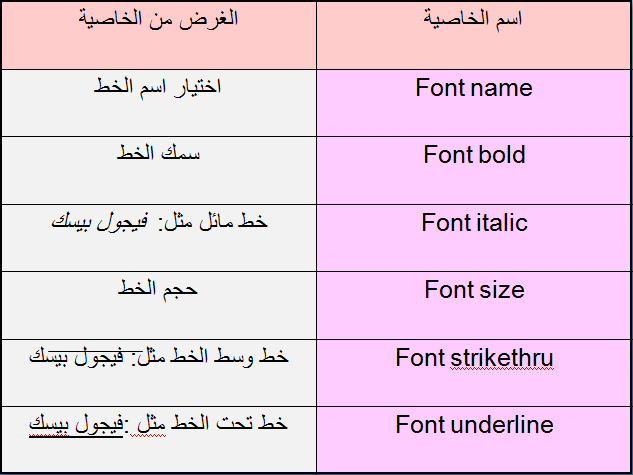 اسم الخاصية
الغرض من الخاصية
Font name
اختيار اسم الخط
Font bold
سمك الخط
Font italic
خط مائل مثل: فيجول بيسك
Font size
حجم الخط
Font strikethru
خط وسط الخط مثل: فيجول بيسك
Font underline
خط تحت الخط مثل :فيجول بيسك